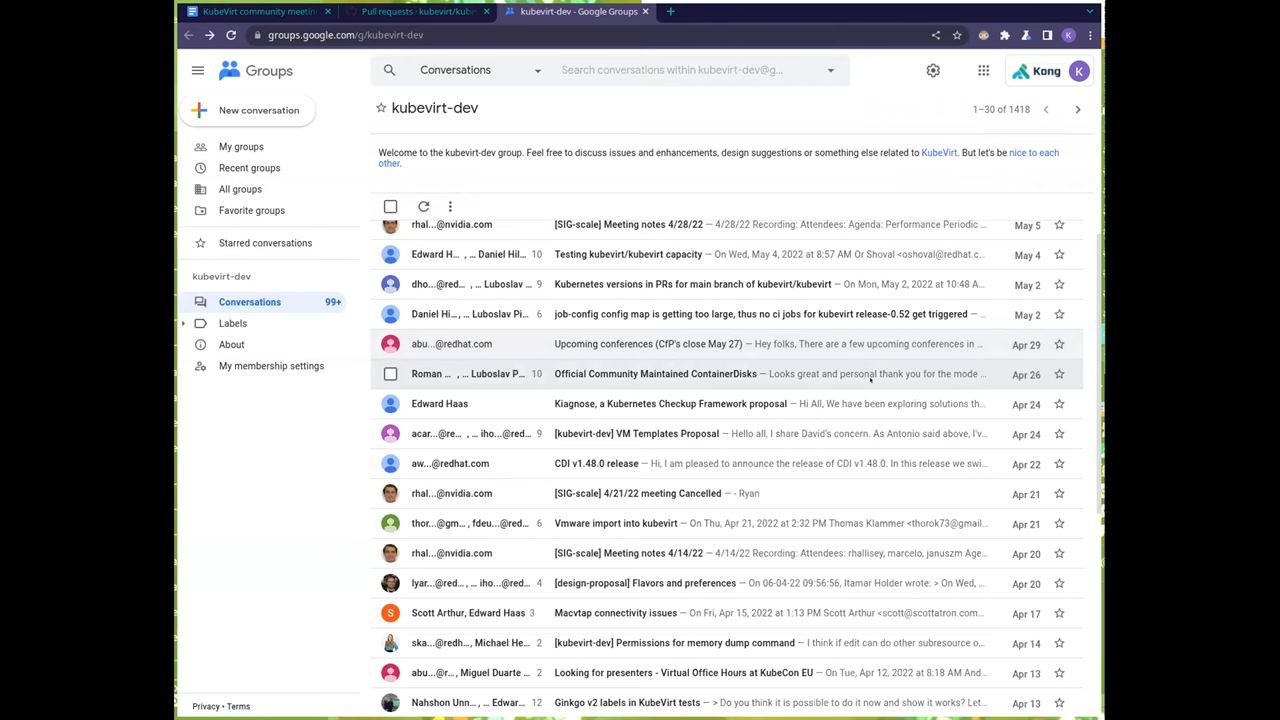 KubeVirt community meetin
Pull requests · kubevirt/kube
kubevirt-dev - Google Groups
groups.google.com/g/kubevirt-dev
K
Groups
Conversations
Search conversations within kubevirt-dev@g...
Kong
K
New conversation
kubevirt-dev
1–30 of 1418
My groups
Recent groups
All groups
Favorite groups
Starred conversations
kubevirt-dev
Conversations 99+
Labels
About
My membership settings
Privacy • Terms
Welcome to the kubevirt-dev group. Feel free to discuss issues and enhancements, design suggestions or something else related to KubeVirt. But let's be nice to each
other.
rhal...@nvidia.com [SIG-scale] Meeting notes 4/28/22 — 4/28/22 Recording: Attendees: Agenda: Performance Periodic ... May 5
Edward H... , ... Daniel Hil... 10 Testing kubevirt/kubevirt capacity — On Wed, May 4, 2022 at 8:57 AM Or Shoval <oshoval@redhat.c... May 4
dho...@red... , ... Luboslav ... 9 Kubernetes versions in PRs for main branch of kubevirt/kubevirt — On Mon, May 2, 2022 at 10:48 A... May 2
Daniel Hi... , ... Luboslav Pi... 6 job-config config map is getting too large, thus no ci jobs for kubevirt release-0.52 get triggered — ... May 2
abu...@redhat.com Upcoming conferences (CfP's close May 27) — Hey folks, There are a few upcoming conferences in ... Apr 29
Roman ... , ... Luboslav P... 10 Official Community Maintained ContainerDisks — Looks great and personal thank you for the mode ... Apr 26
Edward Haas Kiagnose, a Kubernetes Checkup Framework proposal — Hi All, We have been exploring solutions th... Apr 24
acar...@re... , ... iho...@red... 9 [kubevirt-dev] VM Templates Proposal — Hello all, I share David's concern. As Antonio said above, I'v... Apr 24
aw...@redhat.com CDI v1.48.0 release — Hi, I am pleased to announce the release of CDI v1.48.0. In this release we swi... Apr 22
rhal...@nvidia.com [SIG-scale] 4/21/22 meeting Cancelled — - Ryan Apr 21
thor...@gm... , fdeu...@red... 6 Vmware import into kubevirt — On Thu, Apr 21, 2022 at 2:32 PM Thomas Klammer <thorok73@gmail... Apr 21
rhal...@nvidia.com [SIG-scale] Meeting notes 4/14/22 — 4/14/22 Recording: Attendees: rhallisey, marcelo, januszm Age... Apr 20
lyar...@red... , ... iho...@red... 4 [design-proposal] Flavors and preferences — On 06-04-22 09:56:56, Itamar Holder wrote: > On Wed, ... Apr 20
S Scott Arthur, Edward Haas 3 Macvtap connectivity issues — On Fri, Apr 15, 2022 at 1:13 PM Scott Arthur <scott@scottatron.com... Apr 17
ska...@redh... , Michael He... 2 [kubevirt-dev] Permissions for memory dump command — I think if edit can do other subresource o... Apr 14
abu...@r... , Miguel Duarte ... 2 Looking for presenters - Virtual Office Hours at KubeCon EU — On Tue, Apr 12, 2022 at 8:18 AM And... Apr 13
Nahshon Unn... , ... Edwar... 12 Ginkgo v2 labels in KubeVirt tests — > Do you think it is possible to do it now and show it works? Let... Apr 13